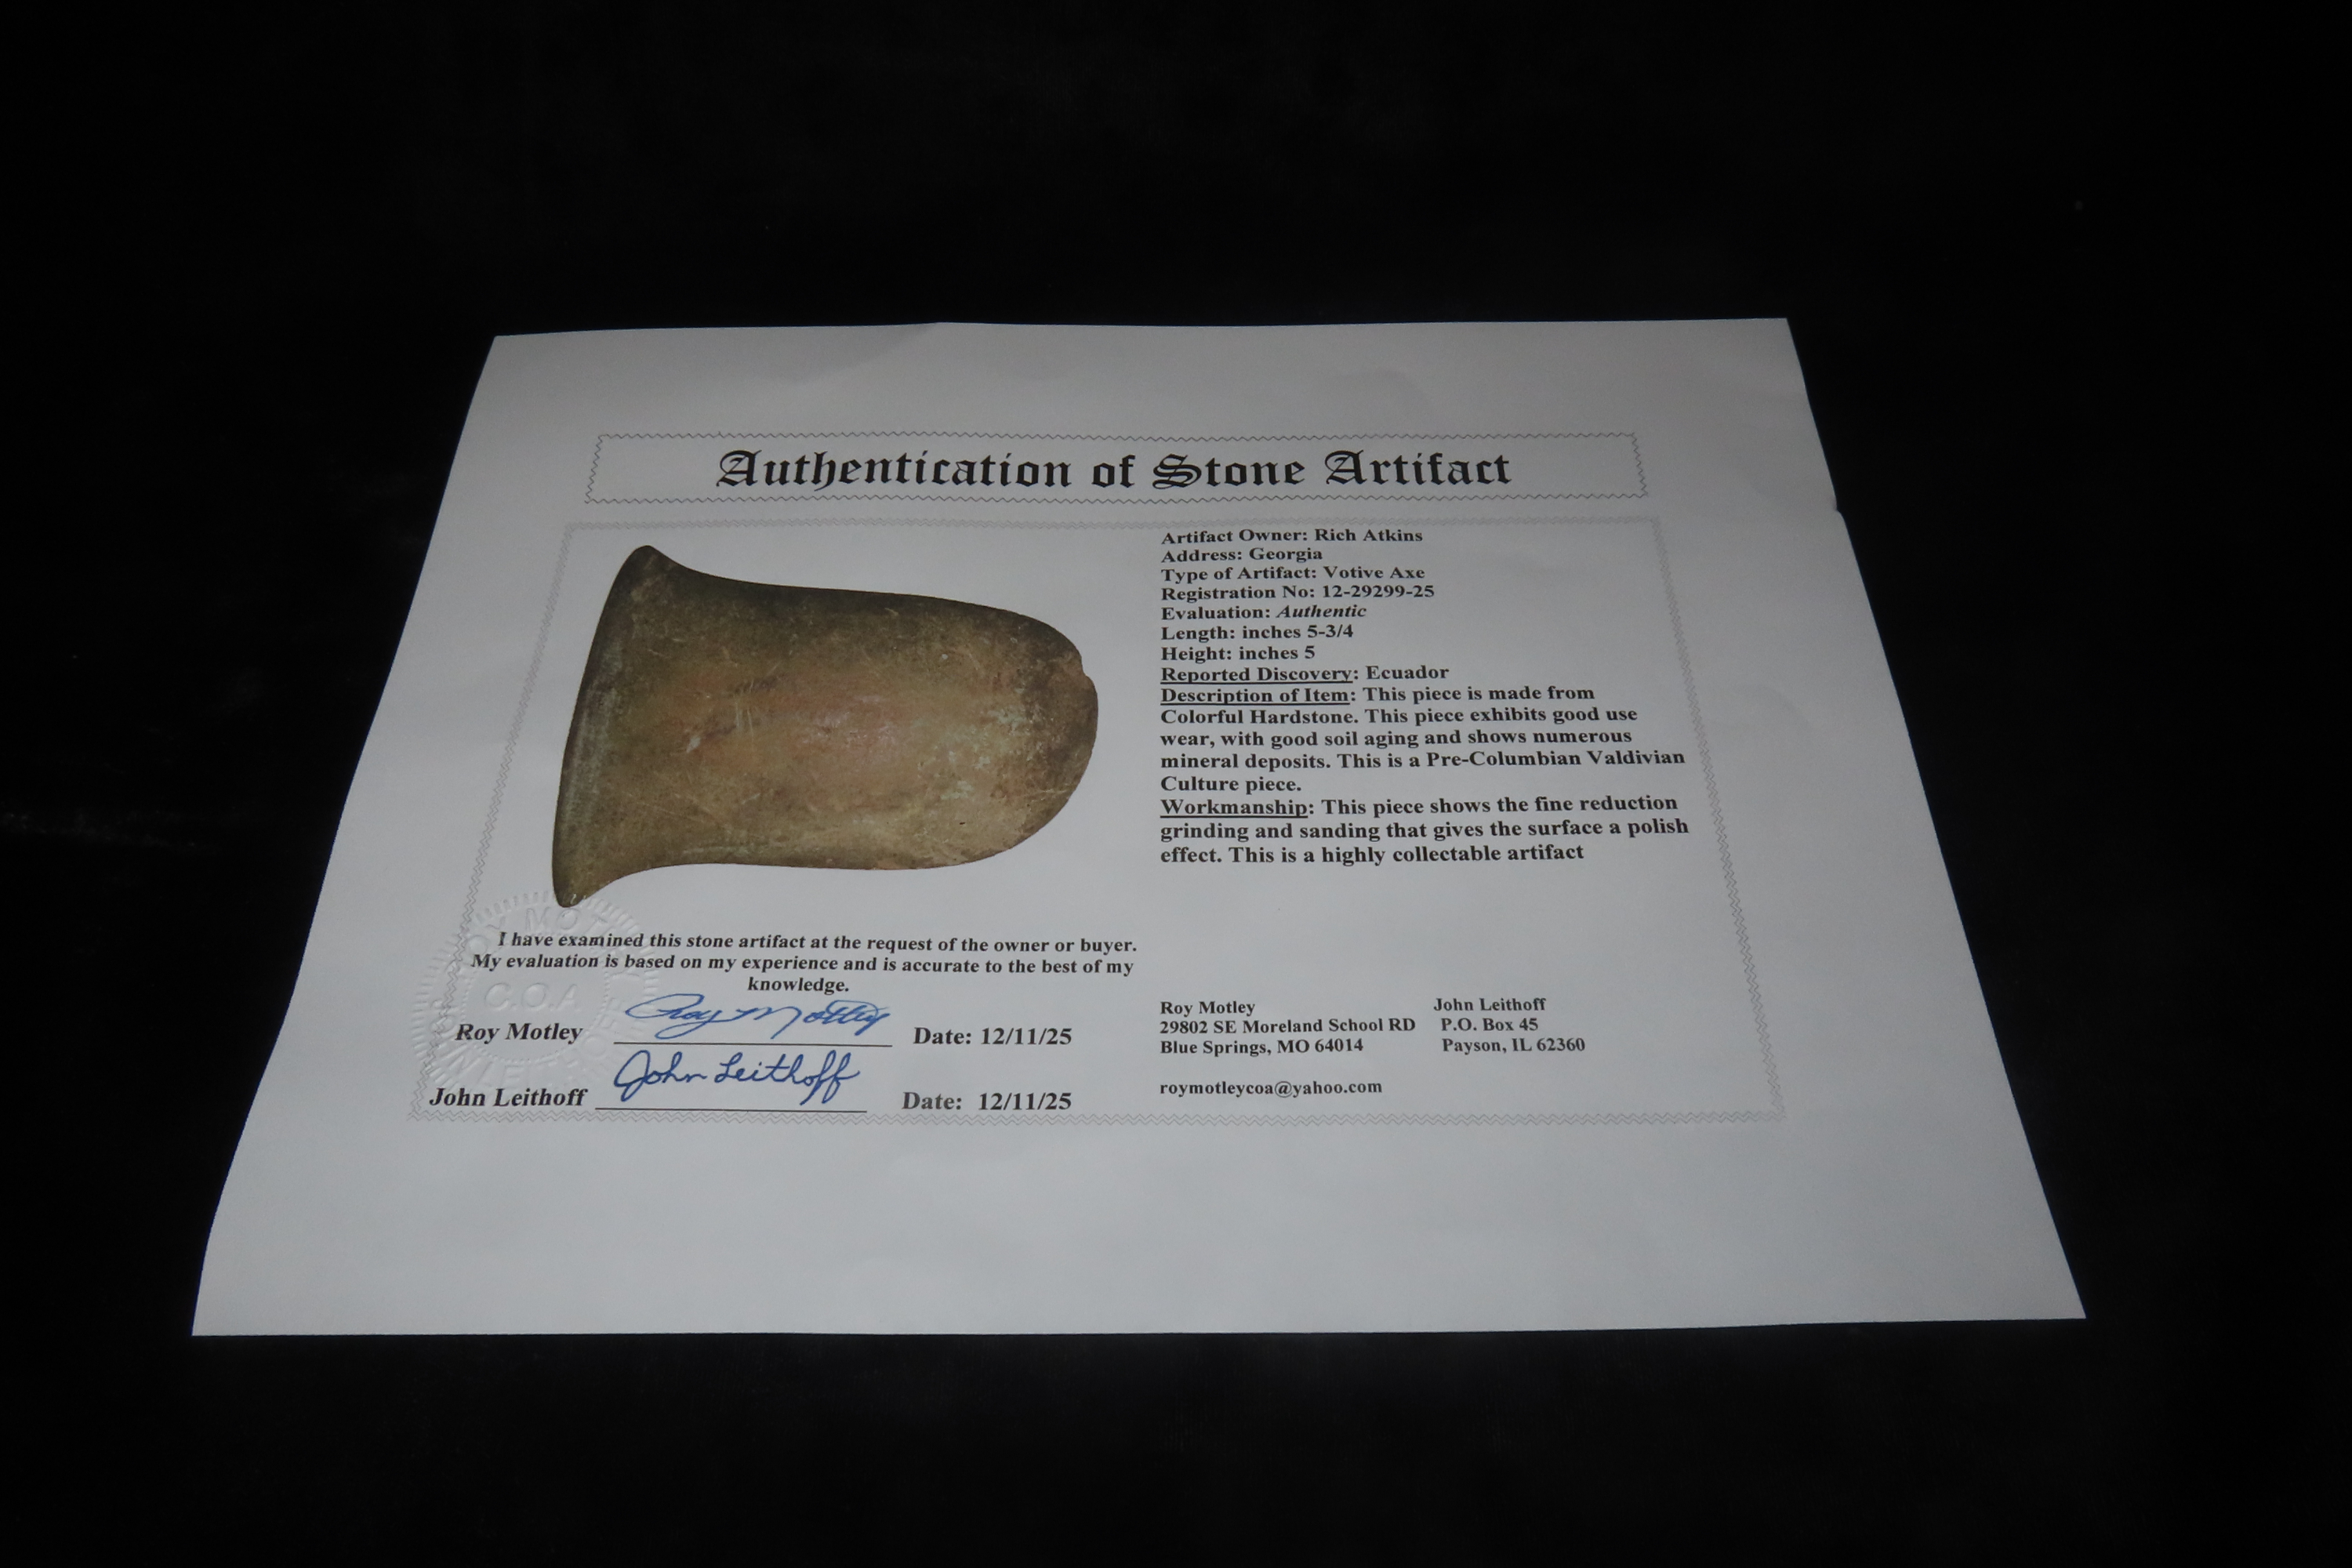 Authentication of Stone Artifact
Artifact Owner: Rich Atkins
Address: Georgia
Type of Artifact: Votive Axe
Registration No: 12-29299-25
Evaluation: Authentic
Length: inches 5-3/4
Height: inches 5
Reported Discovery: Ecuador
Description of Item: This piece is made from
Colorful Hardstone. This piece exhibits good use
wear, with good soil aging and shows numerous
mineral deposits. This is a Pre-Columbian Valdivian
Culture piece.
Workmanship: This piece shows the fine reduction
grinding and sanding that gives the surface a polish
effect. This is a highly collectable artifact
I have examined this stone artifact at the request of the owner or buyer.
My evaluation is based on my experience and is accurate to the best of my
knowledge.
C.O.A
Roy Motley Roy Motley Date: 12/11/25
John Leithoff John Leithoff Date: 12/11/25
Roy Motley John Leithoff
29802 SE Moreland School RD P.O. Box 45
Blue Springs, MO 64014 Payson, IL 62360
roymotleycoa@yahoo.com